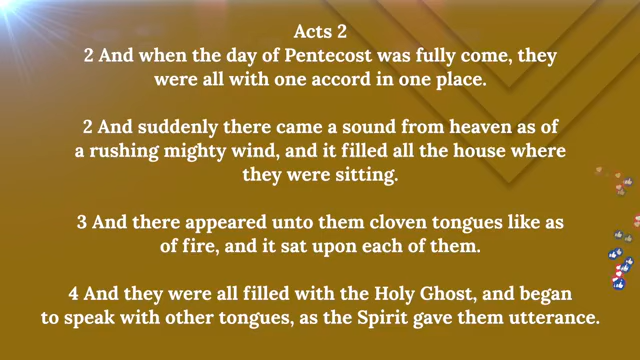 Acts 2
2 And when the day of Pentecost was fully come, they
were all with one accord in one place.
2 And suddenly there came a sound from heaven as of
a rushing mighty wind, and it filled all the house where
they were sitting.
3 And there appeared unto them cloven tongues like as
of fire, and it sat upon each of them.
4 And they were all filled with the Holy Ghost, and began
to speak with other tongues, as the Spirit gave them utterance.